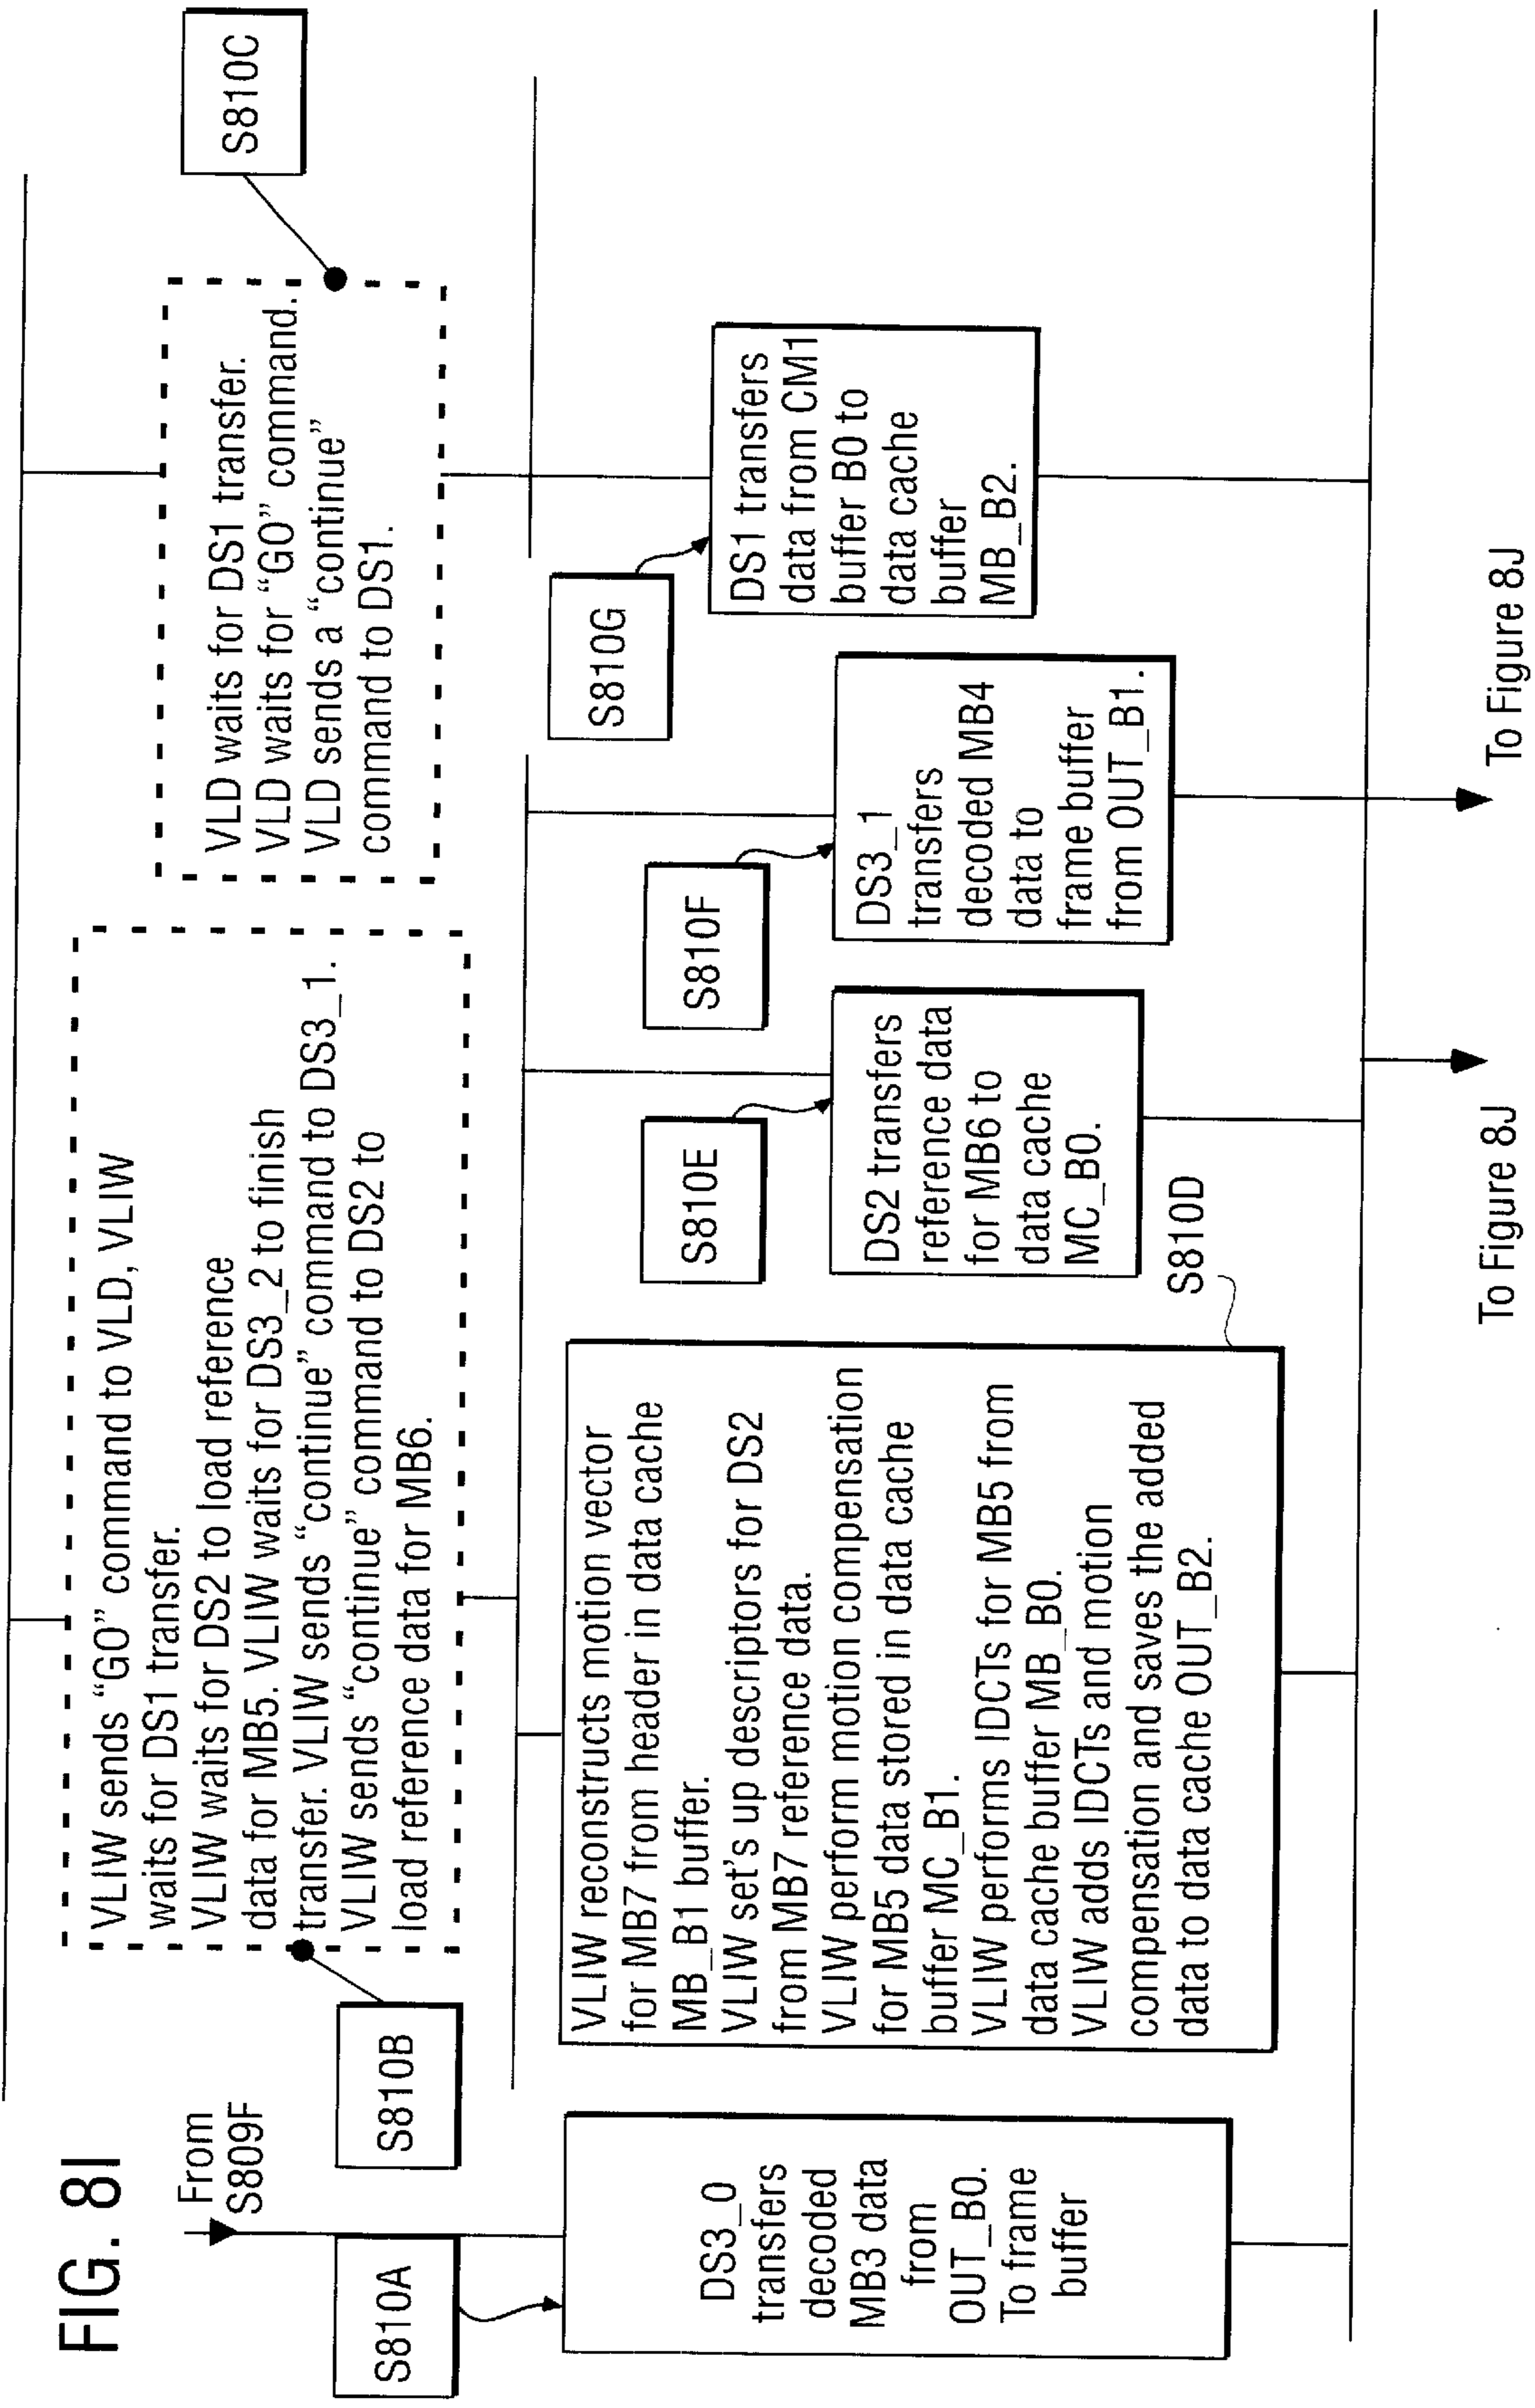 FIG. 8I
From
S809F
S810A
DS3_0
transfers
decoded
MB3 data
from
OUT_B0.
To frame
buffer
S810B
VLIW sends “GO” command to VLD, VLIW
waits for DS1 transfer.
VLIW waits for DS2 to load reference
data for MB5. VLIW waits for DS3_2 to finish
transfer. VLIW sends “continue” command to DS3_1.
VLIW sends “continue” command to DS2 to
load reference data for MB6.
S810C
VLD waits for DS1 transfer.
VLD waits for “GO” command.
VLD sends a “continue”
command to DS1.
VLIW reconstructs motion vector
for MB7 from header in data cache
MB_B1 buffer.
VLIW set's up descriptors for DS2
from MB7 reference data.
VLIW perform motion compensation
for MB5 data stored in data cache
buffer MC_B1.
VLIW performs IDCTs for MB5 from
data cache buffer MB_B0.
VLIW adds IDCTs and motion
compensation and saves the added
data to data cache OUT_B2.
S810D
S810E
DS2 transfers
reference data
for MB6 to
data cache
MC_B0.
S810F
DS3_1
transfers
decoded MB4
data to
frame buffer
from OUT_B1.
S810G
DS1 transfers
data from CM1
buffer B0 to
data cache
buffer
MB_B2.
To Figure 8J
To Figure 8J